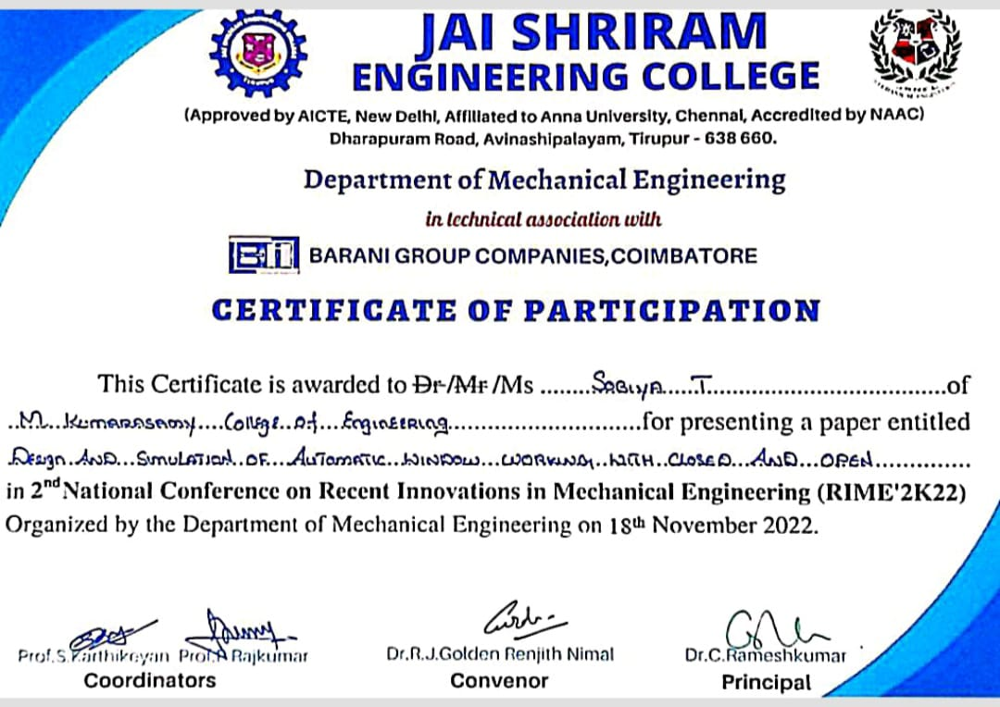 JAI SHRIRAM
ENGINEERING COLLEGE
(Approved by AICTE, New Delhi, Affiliated to Anna University, Chennai, Accredited by NAAC)
Dharapuram Road, Avinashipalayam, Tirupur - 638 660.
Department of Mechanical Engineering
in technical association with
BARANI GROUP COMPANIES,COIMBATORE
CERTIFICATE OF PARTICIPATION
This Certificate is awarded to Dr/Mr/Ms ........SABIYA.....T......................................of
..M...Kumarasamy....College..of...Engineering..............................for presenting a paper entitled
.Design..AND...SIMULATION..OF...AUTOMATIC..WINDOW...WORKING..WITH..CLOSED...AND...OPEN..............
in 2nd National Conference on Recent Innovations in Mechanical Engineering (RIME'2K22)
Organized by the Department of Mechanical Engineering on 18th November 2022.
Prof.S.Karthikeyan Prof.A Rajkumar Dr.R.J.Golden Renjith Nimal Dr.C.Rameshkumar
Coordinators Convenor Principal